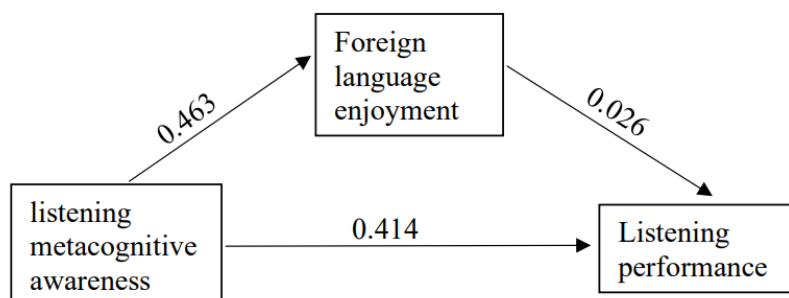 Foreign
language
enjoyment
0.463
0.026
listening
metacognitive
awareness
0.414
Listening
performance